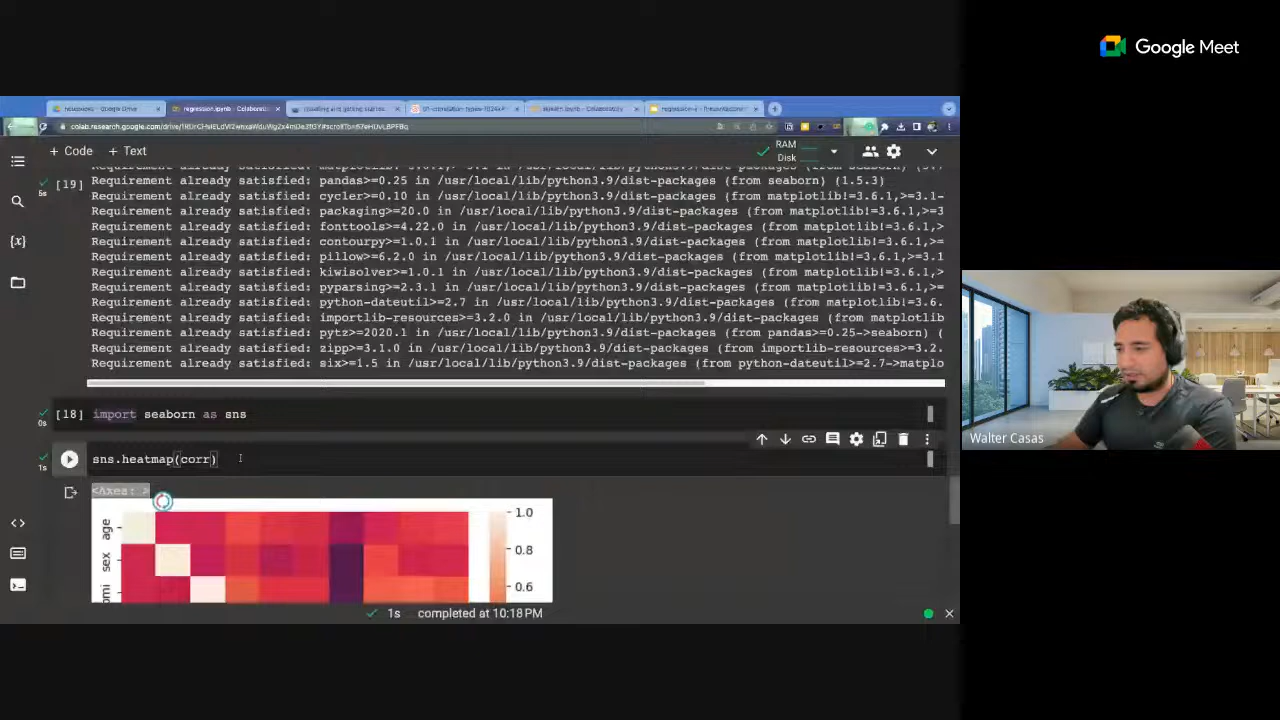 Google Meet
regression.ipynb - Colaborato
+ Code + Text
RAM
Disk
[19]
5s
Requirement already satisfied: pandas>=0.25 in /usr/local/lib/python3.9/dist-packages (from seaborn) (1.5.3)
Requirement already satisfied: cycler>=0.10 in /usr/local/lib/python3.9/dist-packages (from matplotlib!=3.6.1,>=3.1-
Requirement already satisfied: packaging>=20.0 in /usr/local/lib/python3.9/dist-packages (from matplotlib!=3.6.1,>=3
Requirement already satisfied: fonttools>=4.22.0 in /usr/local/lib/python3.9/dist-packages (from matplotlib!=3.6.1,>
Requirement already satisfied: contourpy>=1.0.1 in /usr/local/lib/python3.9/dist-packages (from matplotlib!=3.6.1,>=
Requirement already satisfied: pillow>=6.2.0 in /usr/local/lib/python3.9/dist-packages (from matplotlib!=3.6.1,>=3.1
Requirement already satisfied: kiwisolver>=1.0.1 in /usr/local/lib/python3.9/dist-packages (from matplotlib!=3.6.1,>
Requirement already satisfied: pyparsing>=2.3.1 in /usr/local/lib/python3.9/dist-packages (from matplotlib!=3.6.1,>=
Requirement already satisfied: python-dateutil>=2.7 in /usr/local/lib/python3.9/dist-packages (from matplotlib!=3.6.
Requirement already satisfied: importlib-resources>=3.2.0 in /usr/local/lib/python3.9/dist-packages (from matplotlib
Requirement already satisfied: pytz>=2020.1 in /usr/local/lib/python3.9/dist-packages (from pandas>=0.25->seaborn) (
Requirement already satisfied: zipp>=3.1.0 in /usr/local/lib/python3.9/dist-packages (from importlib-resources>=3.2.
Requirement already satisfied: six>=1.5 in /usr/local/lib/python3.9/dist-packages (from python-dateutil>=2.7->matplo
[18] import seaborn as sns
0s
sns.heatmap(corr)
1s
<Axes: >
age
sex
1.0
0.8
0.6
1s completed at 10:18 PM
Walter Casas